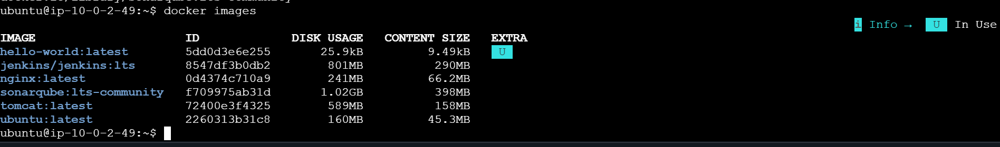 ubuntu@ip-10-0-2-49:~$ docker images
i Info → U In Use
IMAGE ID DISK USAGE CONTENT SIZE EXTRA
hello-world:latest 5dd0d3e6e255 25.9kB 9.49kB U
jenkins/jenkins:lts 8547df3b0db2 801MB 290MB
nginx:latest 0d4374c710a9 241MB 66.2MB
sonarqube:lts-community f709975ab31d 1.02GB 398MB
tomcat:latest 72400e3f4325 589MB 158MB
ubuntu:latest 2260313b31c8 160MB 45.3MB
ubuntu@ip-10-0-2-49:~$